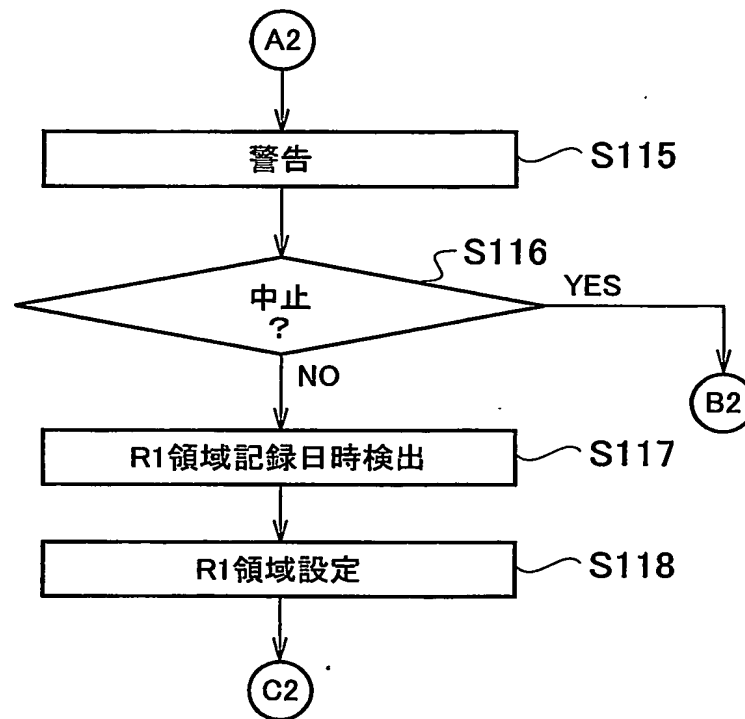 A2
警告
S115
S116
中止
?
YES
NO
B2
R1領域記録日時検出
S117
R1領域設定
S118
C2